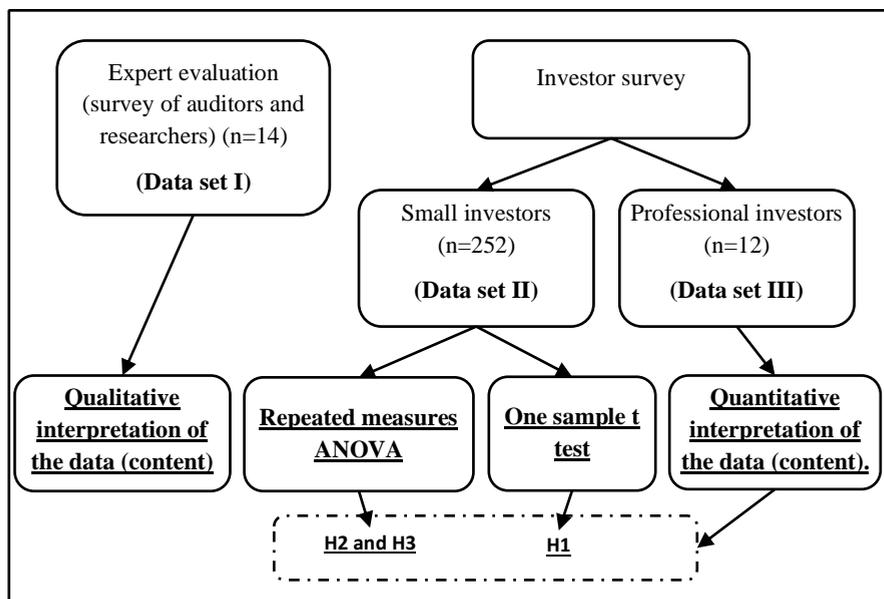 Expert evaluation
(survey of auditors and
researchers) (n=14)
(Data set I)
Investor survey
Small investors
(n=252)
(Data set II)
Professional investors
(n=12)
(Data set III)
Qualitative
interpretation of
the data (content)
Repeated measures
ANOVA
One sample t
test
Quantitative
interpretation of
the data (content).
H2 and H3
H1